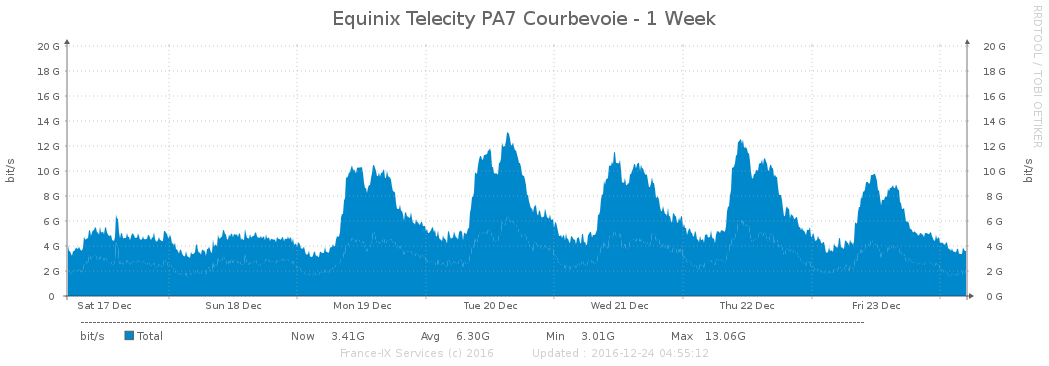 Equinix Telecity PA7 Courbevoie - 1 Week
RRDTOOL / TOBI OETIKER
bit/s
20 G
18 G
16 G
14 G
12 G
10 G
8 G
6 G
4 G
2 G
0
20 G
18 G
16 G
14 G
12 G
10 G
8 G
6 G
4 G
2 G
0 G
bit/s
Sat 17 Dec Sun 18 Dec Mon 19 Dec Tue 20 Dec Wed 21 Dec Thu 22 Dec Fri 23 Dec
bit/s Total Now 3.41G Avg 6.30G Min 3.01G Max 13.06G
France-IX Services (c) 2016 Updated : 2016-12-24 04:55:12